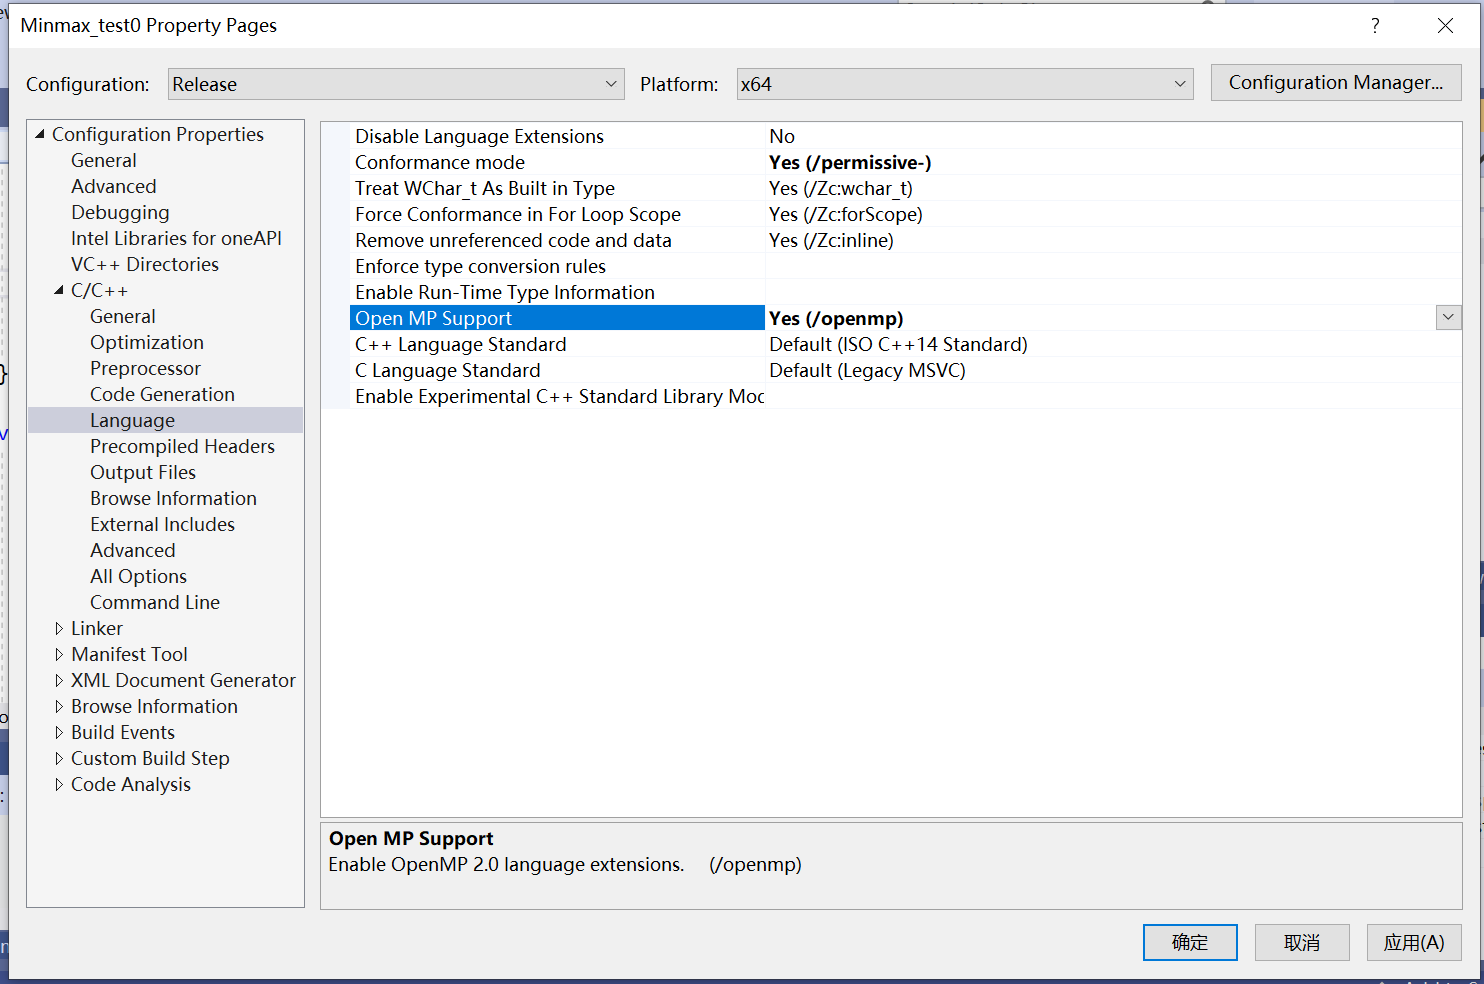 Minmax_test0 Property Pages
?
Configuration: Release Platform: x64 Configuration Manager...
Configuration Properties
General
Advanced
Debugging
Intel Libraries for oneAPI
VC++ Directories
C/C++
General
Optimization
Preprocessor
Code Generation
Language
Precompiled Headers
Output Files
Browse Information
External Includes
Advanced
All Options
Command Line
Linker
Manifest Tool
XML Document Generator
Browse Information
Build Events
Custom Build Step
Code Analysis
Disable Language Extensions No
Conformance mode Yes (/permissive-)
Treat WChar_t As Built in Type Yes (/Zc:wchar_t)
Force Conformance in For Loop Scope Yes (/Zc:forScope)
Remove unreferenced code and data Yes (/Zc:inline)
Enforce type conversion rules
Enable Run-Time Type Information
Open MP Support Yes (/openmp)
C++ Language Standard Default (ISO C++14 Standard)
C Language Standard Default (Legacy MSVC)
Enable Experimental C++ Standard Library Moc
Open MP Support
Enable OpenMP 2.0 language extensions. (/openmp)
确定 取消 应用(A)